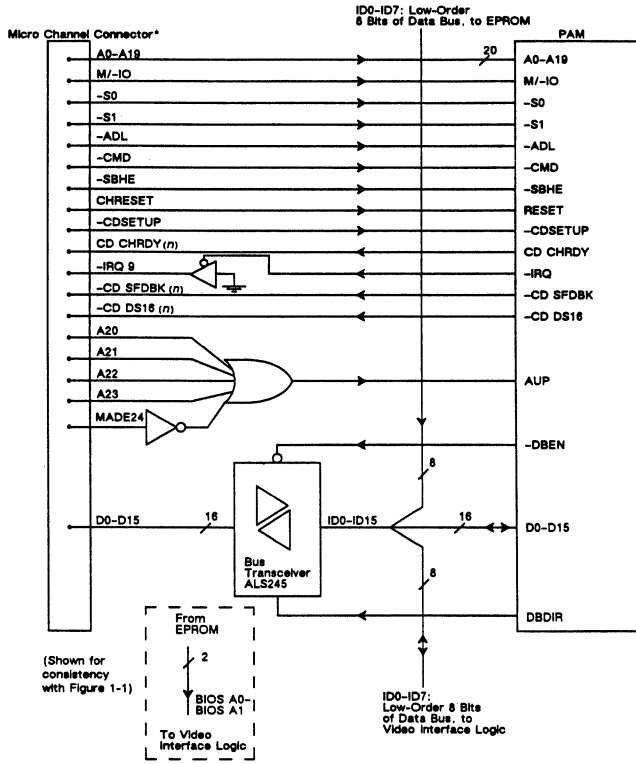 ID0-ID7: Low-Order
8 Bits of Data Bus, to EPROM
Micro Channel Connector*
PAM
A0-A19
20
A0-A19
M/-IO
M/-IO
-S0
-S0
-S1
-S1
-ADL
-ADL
-CMD
-CMD
-SBHE
-SBHE
CHRESET
RESET
-CDSETUP
-CDSETUP
CD CHRDY (n)
CD CHRDY
-IRQ 9
-IRQ
-CD SFDBK (n)
-CD SFDBK
-CD DS16 (n)
-CD DS16
A20
A21
A22
AUP
A23
MADE24
-DBEN
8
D0-D15
16
ID0-ID15
16
D0-D15
Bus
Transceiver
ALS245
8
DBDIR
From
EPROM
2
(Shown for
consistency
with Figure 1-1)
BIOS A0-
BIOS A1
To Video
Interface Logic
ID0-ID7:
Low-Order 8 Bits
of Data Bus, to
Video Interface Logic